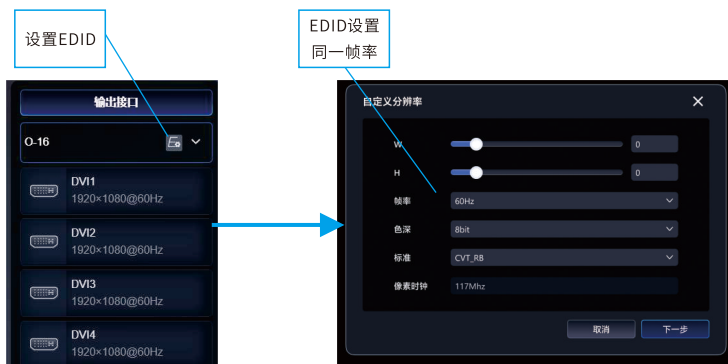 设置EDID
EDID设置
同一帧率
输出接口
O-16
DVI1
1920×1080@60Hz
DVI2
1920×1080@60Hz
DVI3
1920×1080@60Hz
DVI4
1920×1080@60Hz
自定义分辨率
W
0
H
0
帧率
60Hz
色深
8bit
标准
CVT_RB
像素时钟
117Mhz
取消
下一步